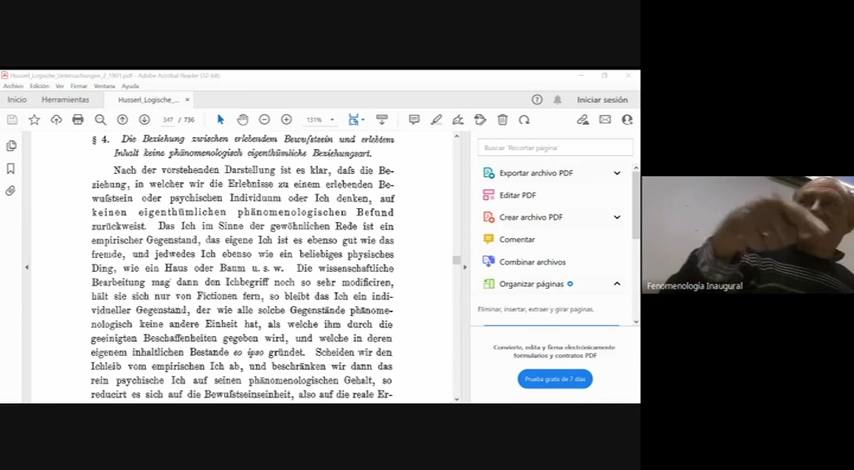 Husserl_Logische_Untersuchungen_2_1901.pdf - Adobe Acrobat Reader (32-bit)
Archivo Edición Ver Firmar Ventana Ayuda
Inicio Herramientas Husserl_Logische_... × Iniciar sesión
347 / 736 131%
§ 4. Die Beziehung zwischen erlebendem Bewufstsein und erlebtem
Inhalt keine phänomenologisch eigenthümliche Beziehungsart.
Nach der vorstehenden Darstellung ist es klar, dafs die Be-
ziehung, in welcher wir die Erlebnisse zu einem erlebenden Be-
wufstsein oder psychischen Individuum oder Ich denken, auf
keinen eigenthümlichen phänomenologischen Befund
zurückweist. Das Ich im Sinne der gewöhnlichen Rede ist ein
empirischer Gegenstand, das eigene Ich ist es ebenso gut wie das
fremde, und jedwedes Ich ebenso wie ein beliebiges physisches
Ding, wie ein Haus oder Baum u. s. w. Die wissenschaftliche
Bearbeitung mag dann den Ichbegriff noch so sehr modificiren,
hält sie sich nur von Fictionen fern, so bleibt das Ich ein indi-
vidueller Gegenstand, der wie alle solche Gegenstände phänome-
nologisch keine andere Einheit hat, als welche ihm durch die
geeinigten Beschaffenheiten gegeben wird, und welche in deren
eigenem inhaltlichen Bestande eo ipso gründet. Scheiden wir den
Ichleib vom empirischen Ich ab, und beschränken wir dann das
rein psychische Ich auf seinen phänomenologischen Gehalt, so
reducirt es sich auf die Bewufstseinseinheit, also auf die reale Er-
Buscar 'Recortar página'
Exportar archivo PDF
Editar PDF
Crear archivo PDF
Comentar
Combinar archivos
Organizar páginas
Eliminar, insertar, extraer y girar páginas.
Convierte, edita y firma electrónicamente
formularios y contratos PDF
Prueba gratis de 7 días
Fenomenología Inaugural